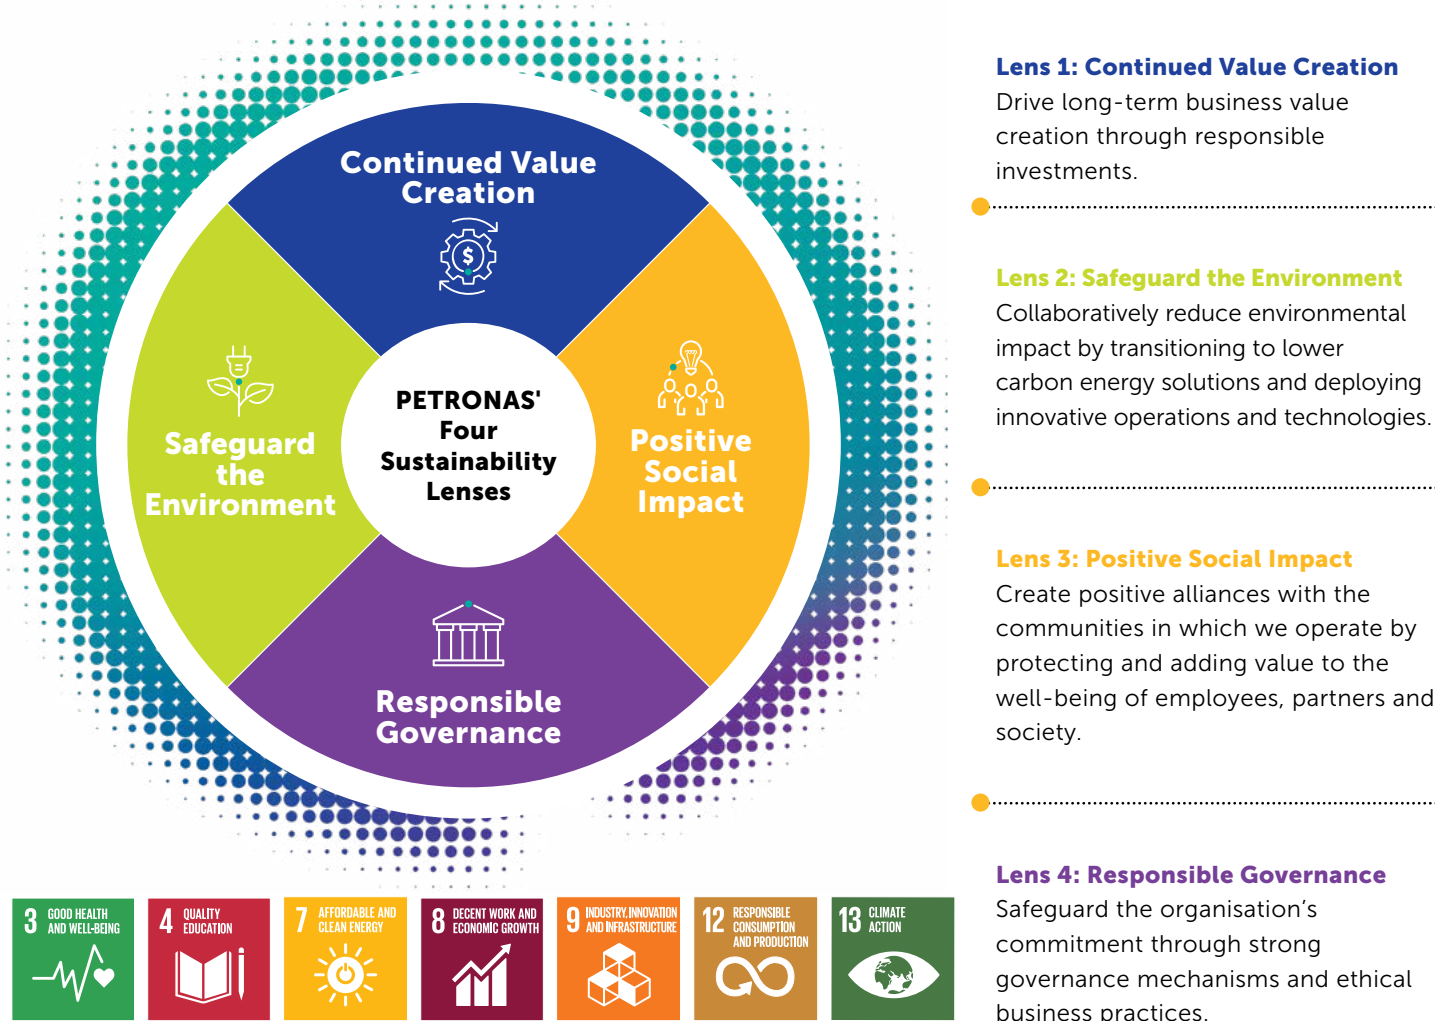 Continued Value
Creation
$
Safeguard
the
Environment
PETRONAS'
Four
Sustainability
Lenses
Positive
Social
Impact
Responsible
Governance
3 GOOD HEALTH
AND WELL-BEING
4 QUALITY
EDUCATION
7 AFFORDABLE AND
CLEAN ENERGY
8 DECENT WORK AND
ECONOMIC GROWTH
9 INDUSTRY, INNOVATION
AND INFRASTRUCTURE
12 RESPONSIBLE
CONSUMPTION
AND PRODUCTION
13 CLIMATE
ACTION
Lens 1: Continued Value Creation
Drive long-term business value
creation through responsible
investments.
Lens 2: Safeguard the Environment
Collaboratively reduce environmental
impact by transitioning to lower
carbon energy solutions and deploying
innovative operations and technologies.
Lens 3: Positive Social Impact
Create positive alliances with the
communities in which we operate by
protecting and adding value to the
well-being of employees, partners and
society.
Lens 4: Responsible Governance
Safeguard the organisation’s
commitment through strong
governance mechanisms and ethical
business practices.